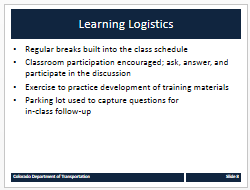 Learning Logistics
• Regular breaks built into the class schedule
• Classroom participation encouraged; ask, answer, and
participate in the discussion
• Exercise to practice development of training materials
• Parking lot used to capture questions for
in-class follow-up
Colorado Department of Transportation
Slide 8